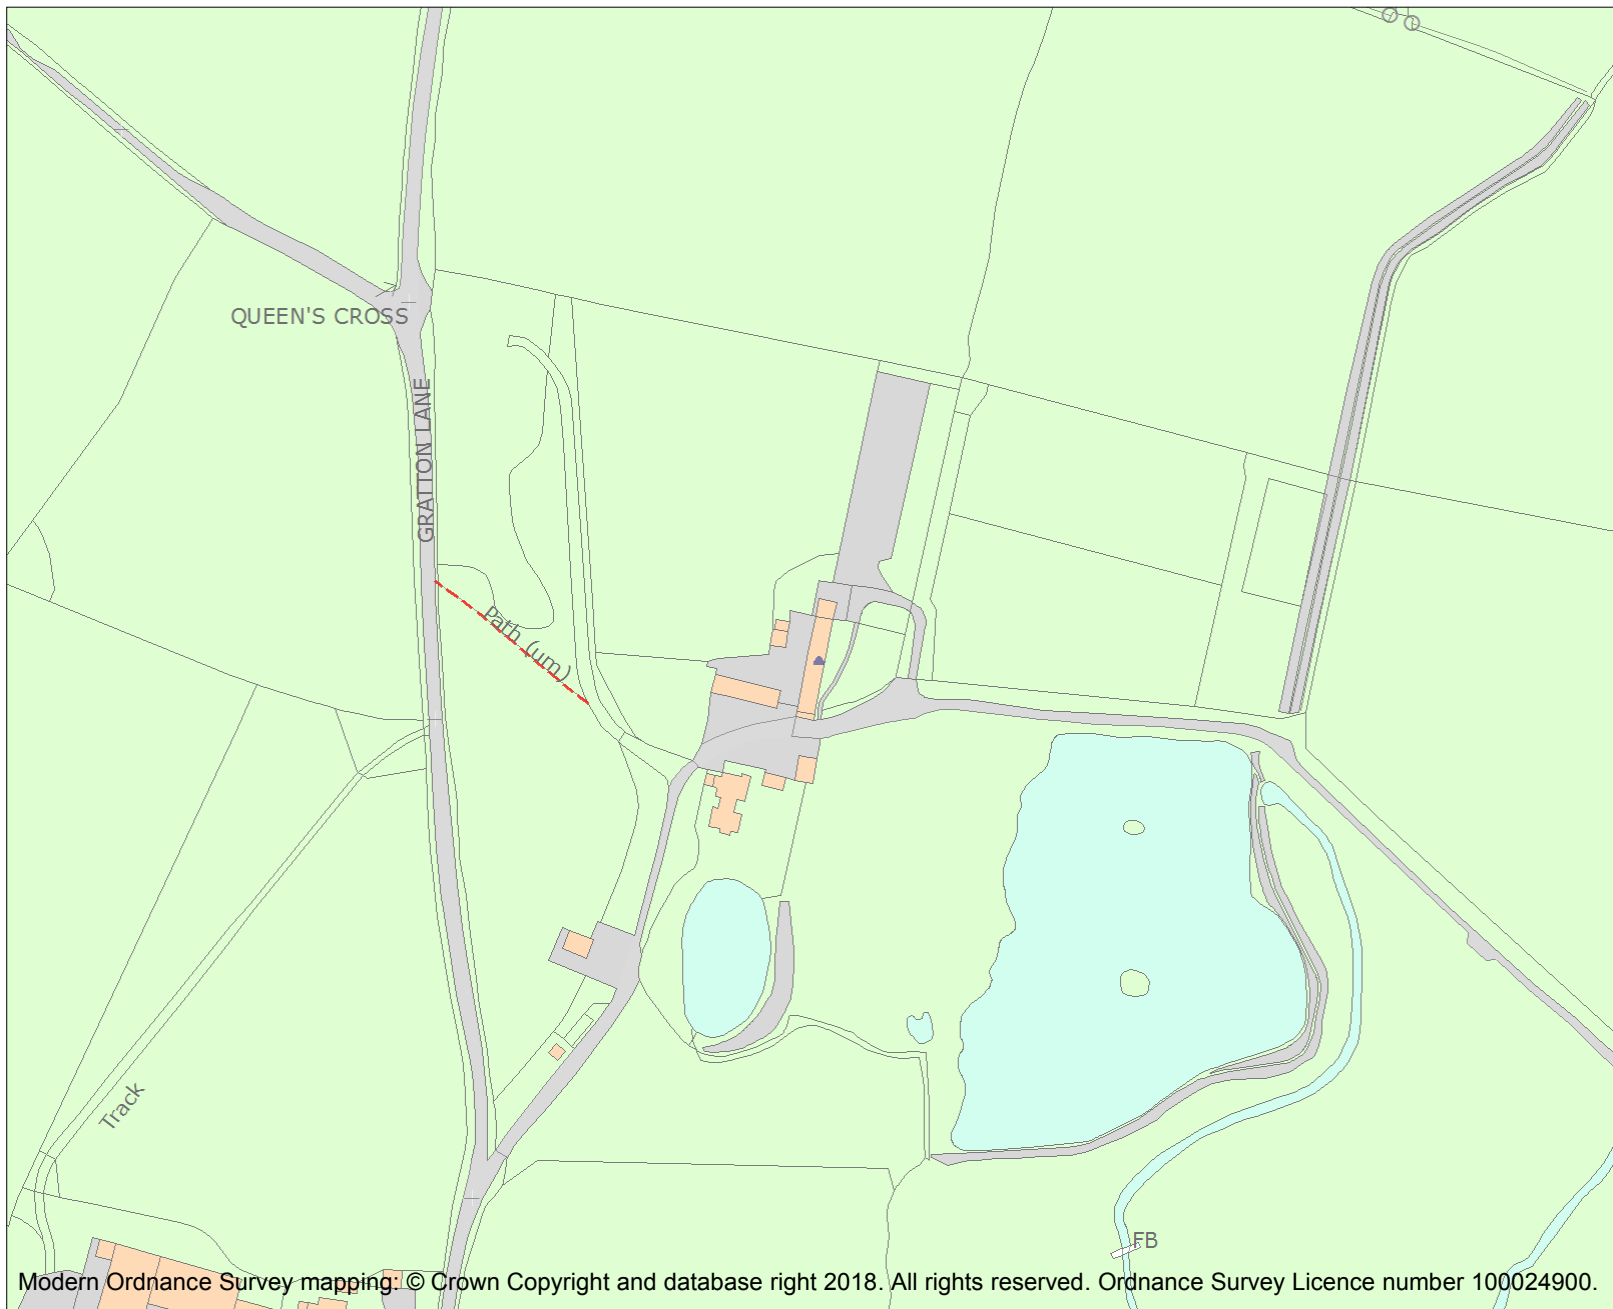 QUEEN'S CROSS
GRATTON LANE
Path (um)
Track
FB
Modern Ordnance Survey mapping: © Crown Copyright and database right 2018. All rights reserved. Ordnance Survey Licence number 100024900.